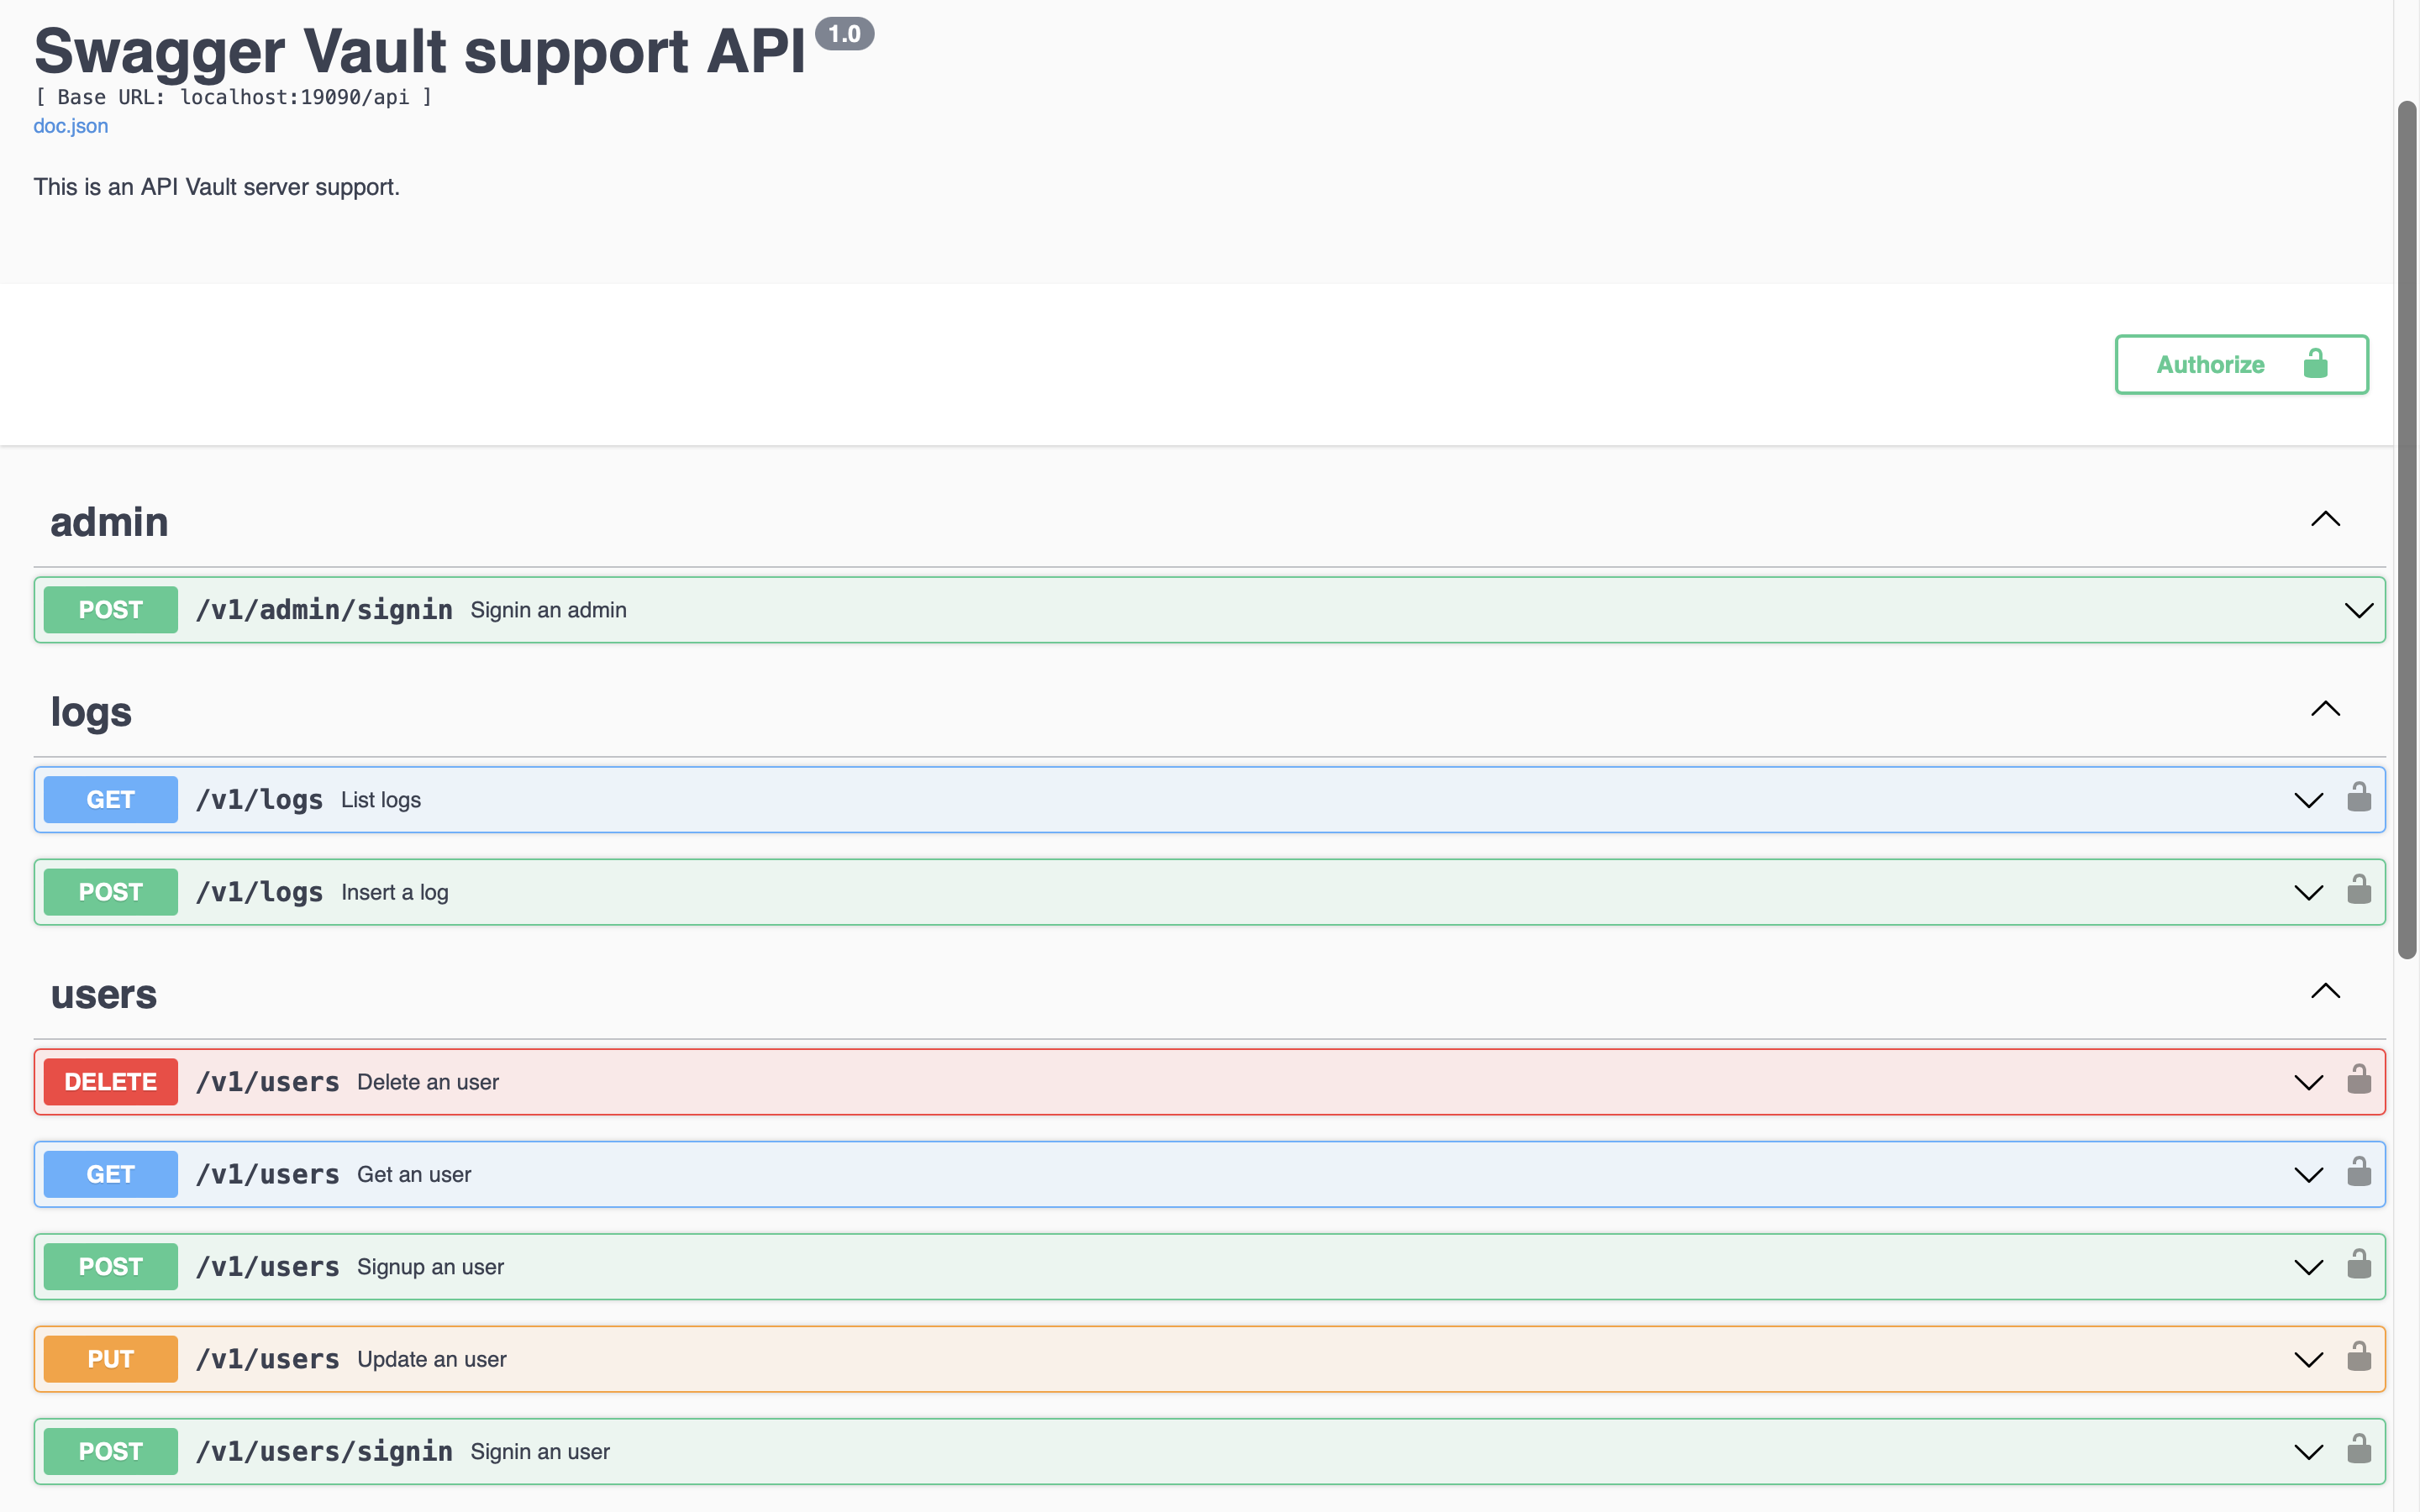 Swagger Vault support API 1.0
[ Base URL: localhost:19090/api ]
doc.json
This is an API Vault server support.
Authorize
admin
POST /v1/admin/signin Signin an admin
logs
GET /v1/logs List logs
POST /v1/logs Insert a log
users
DELETE /v1/users Delete an user
GET /v1/users Get an user
POST /v1/users Signup an user
PUT /v1/users Update an user
POST /v1/users/signin Signin an user